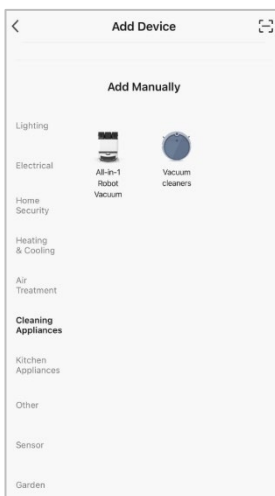 Add Device
Add Manually
Lighting
Electrical
Home
Security
Heating
& Cooling
Air
Treatment
Cleaning
Appliances
Kitchen
Appliances
Other
Sensor
Garden
All-in-1
Robot
Vacuum
Vacuum
cleaners